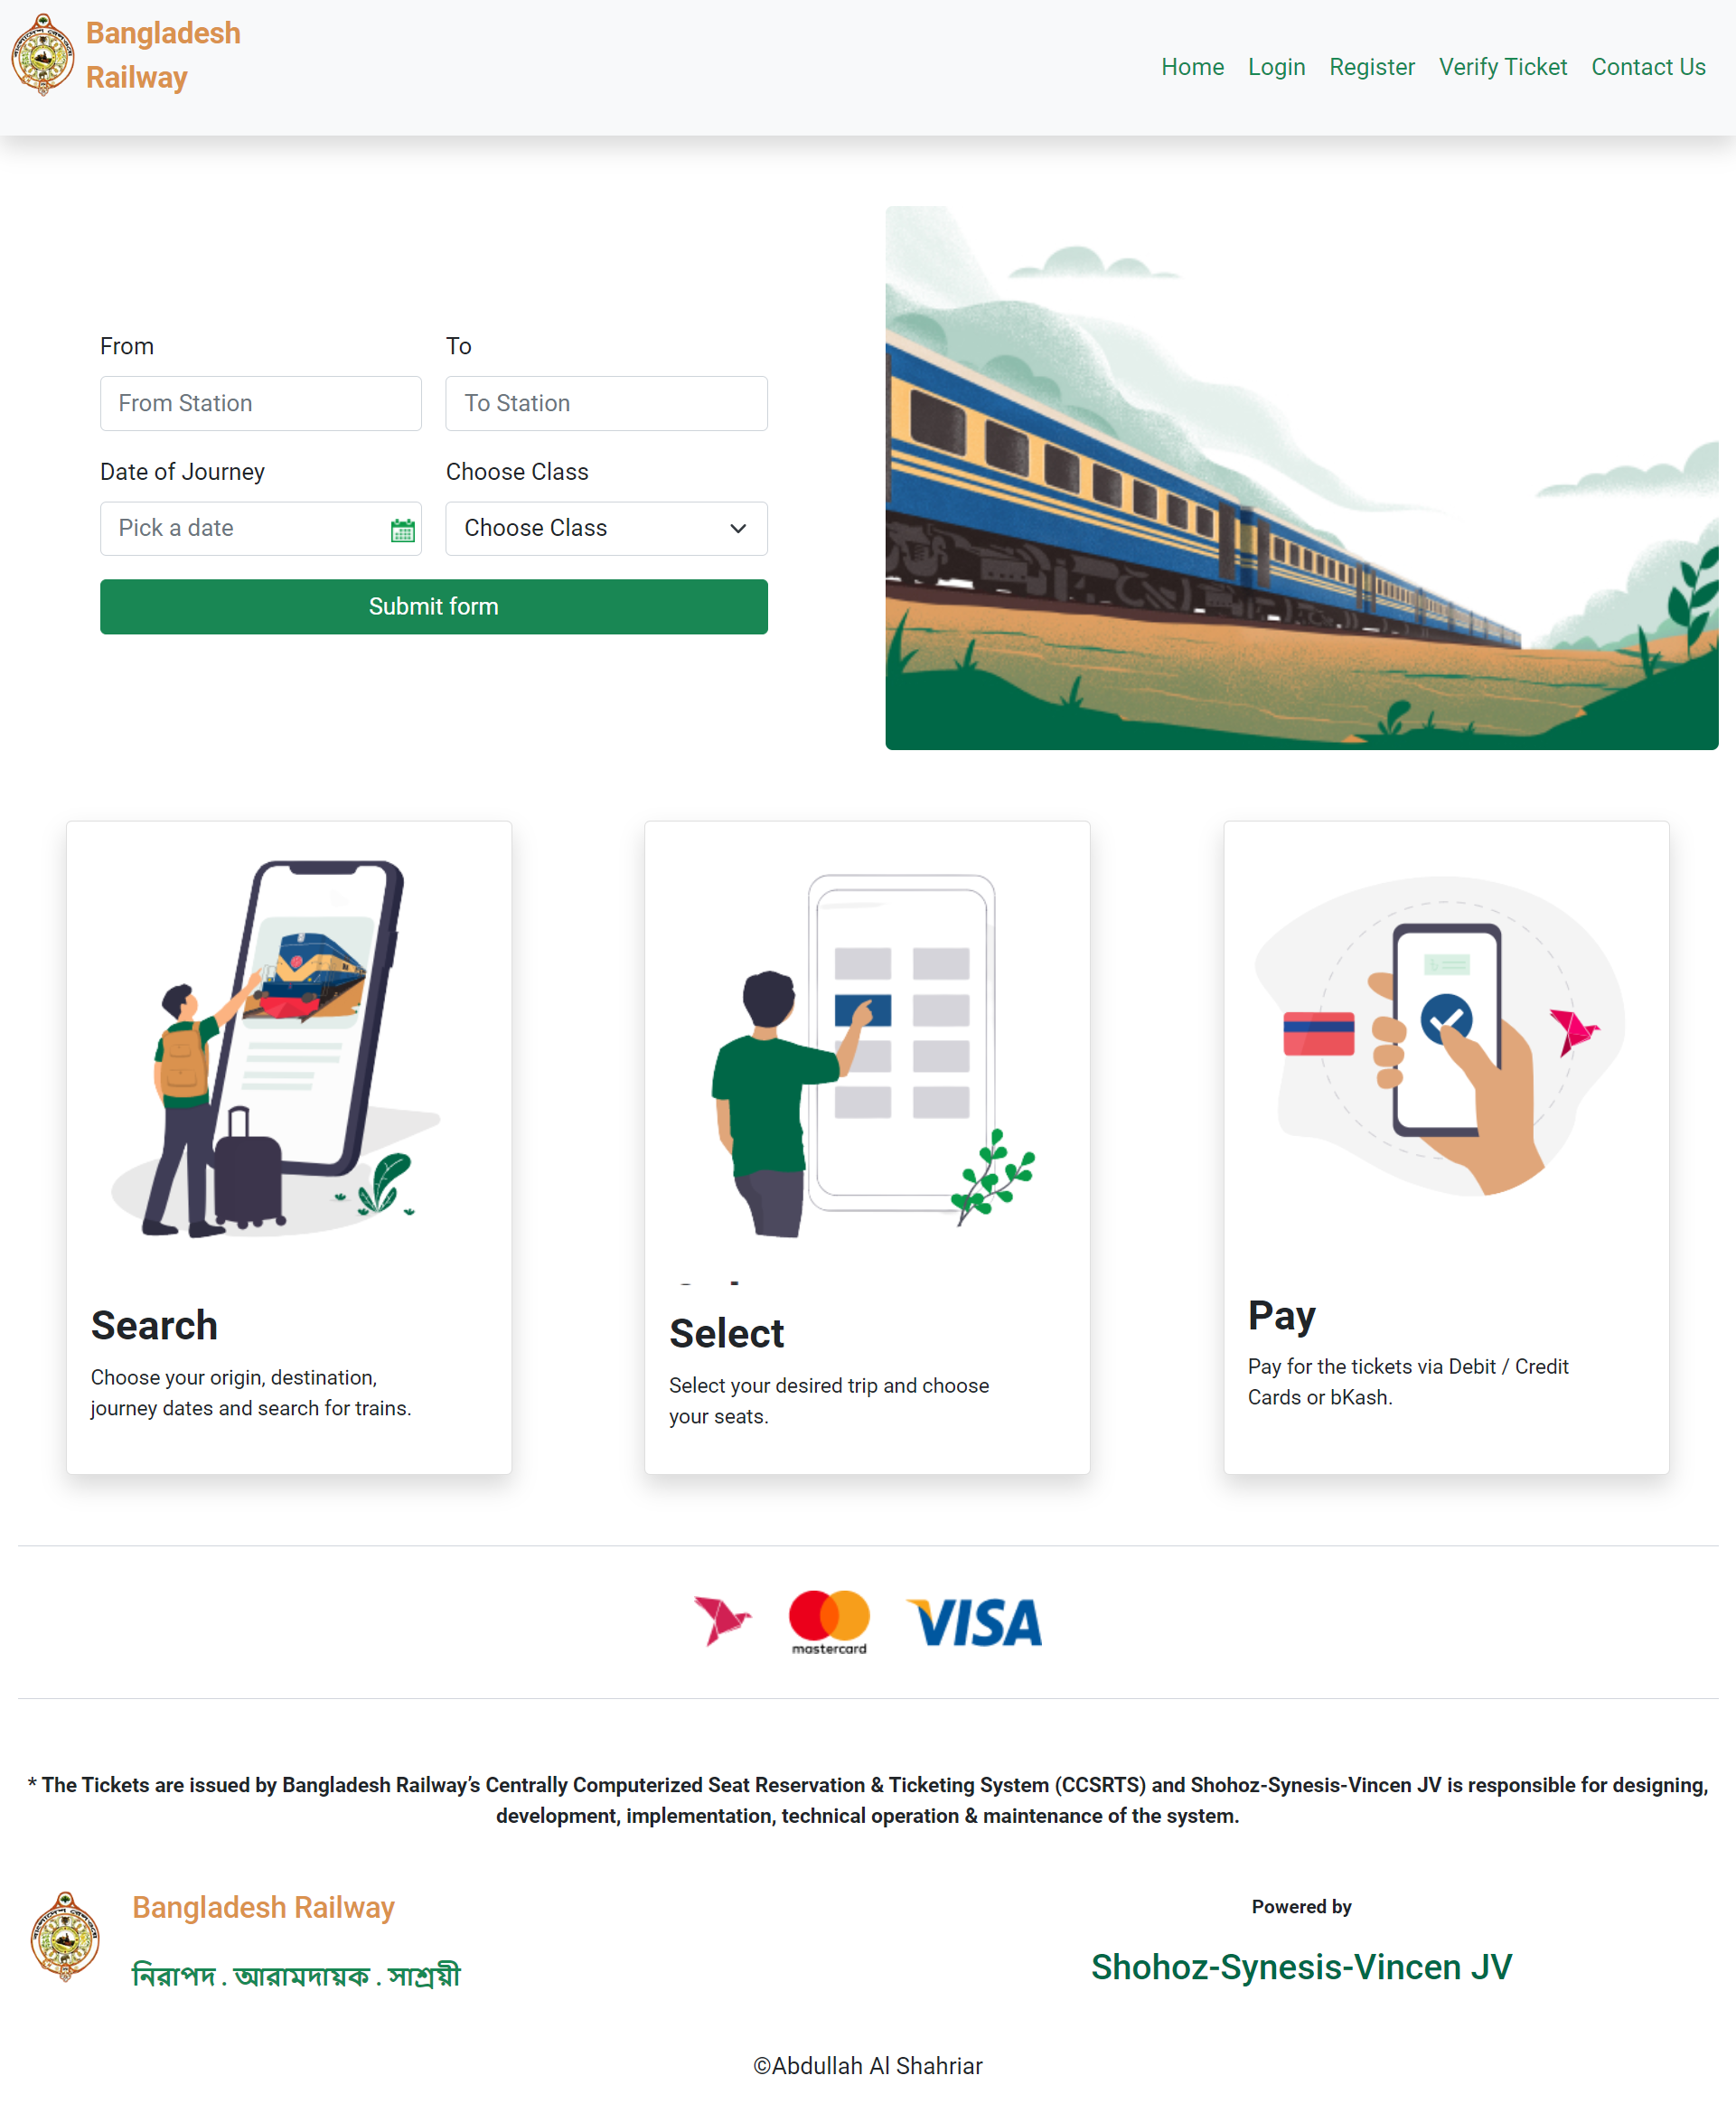 Bangladesh
Railway
Home Login Register Verify Ticket Contact Us
From To
From Station To Station
Date of Journey Choose Class
Pick a date Choose Class
Submit form
Search
Choose your origin, destination,
journey dates and search for trains.
Select
Select your desired trip and choose
your seats.
Pay
Pay for the tickets via Debit / Credit
Cards or bKash.
mastercard VISA
* The Tickets are issued by Bangladesh Railway’s Centrally Computerized Seat Reservation & Ticketing System (CCSRTS) and Shohoz-Synesis-Vincen JV is responsible for designing,
development, implementation, technical operation & maintenance of the system.
Bangladesh Railway
নিরাপদ . আরামদায়ক . সাশ্রয়ী
Powered by
Shohoz-Synesis-Vincen JV
©Abdullah Al Shahriar